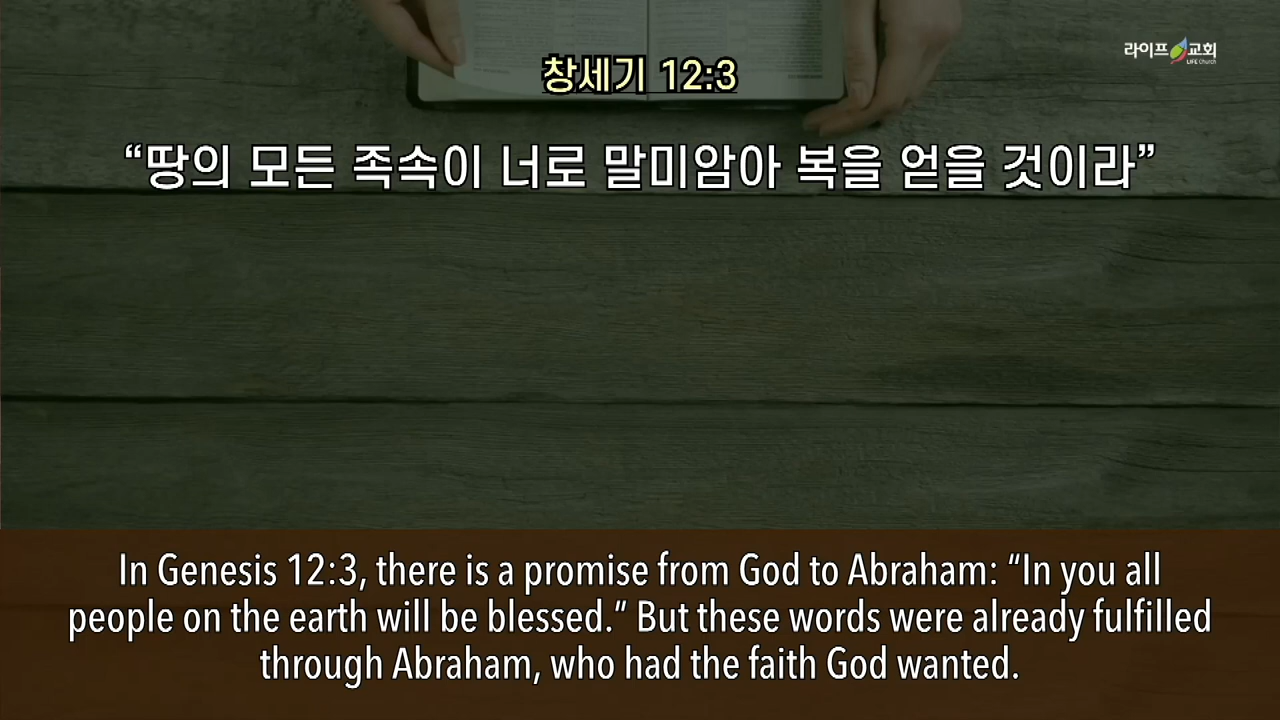 라이프 교회
LIFE Church
창세기 12:3
“땅의 모든 족속이 너로 말미암아 복을 얻을 것이라”
In Genesis 12:3, there is a promise from God to Abraham: “In you all
people on the earth will be blessed.” But these words were already fulfilled
through Abraham, who had the faith God wanted.